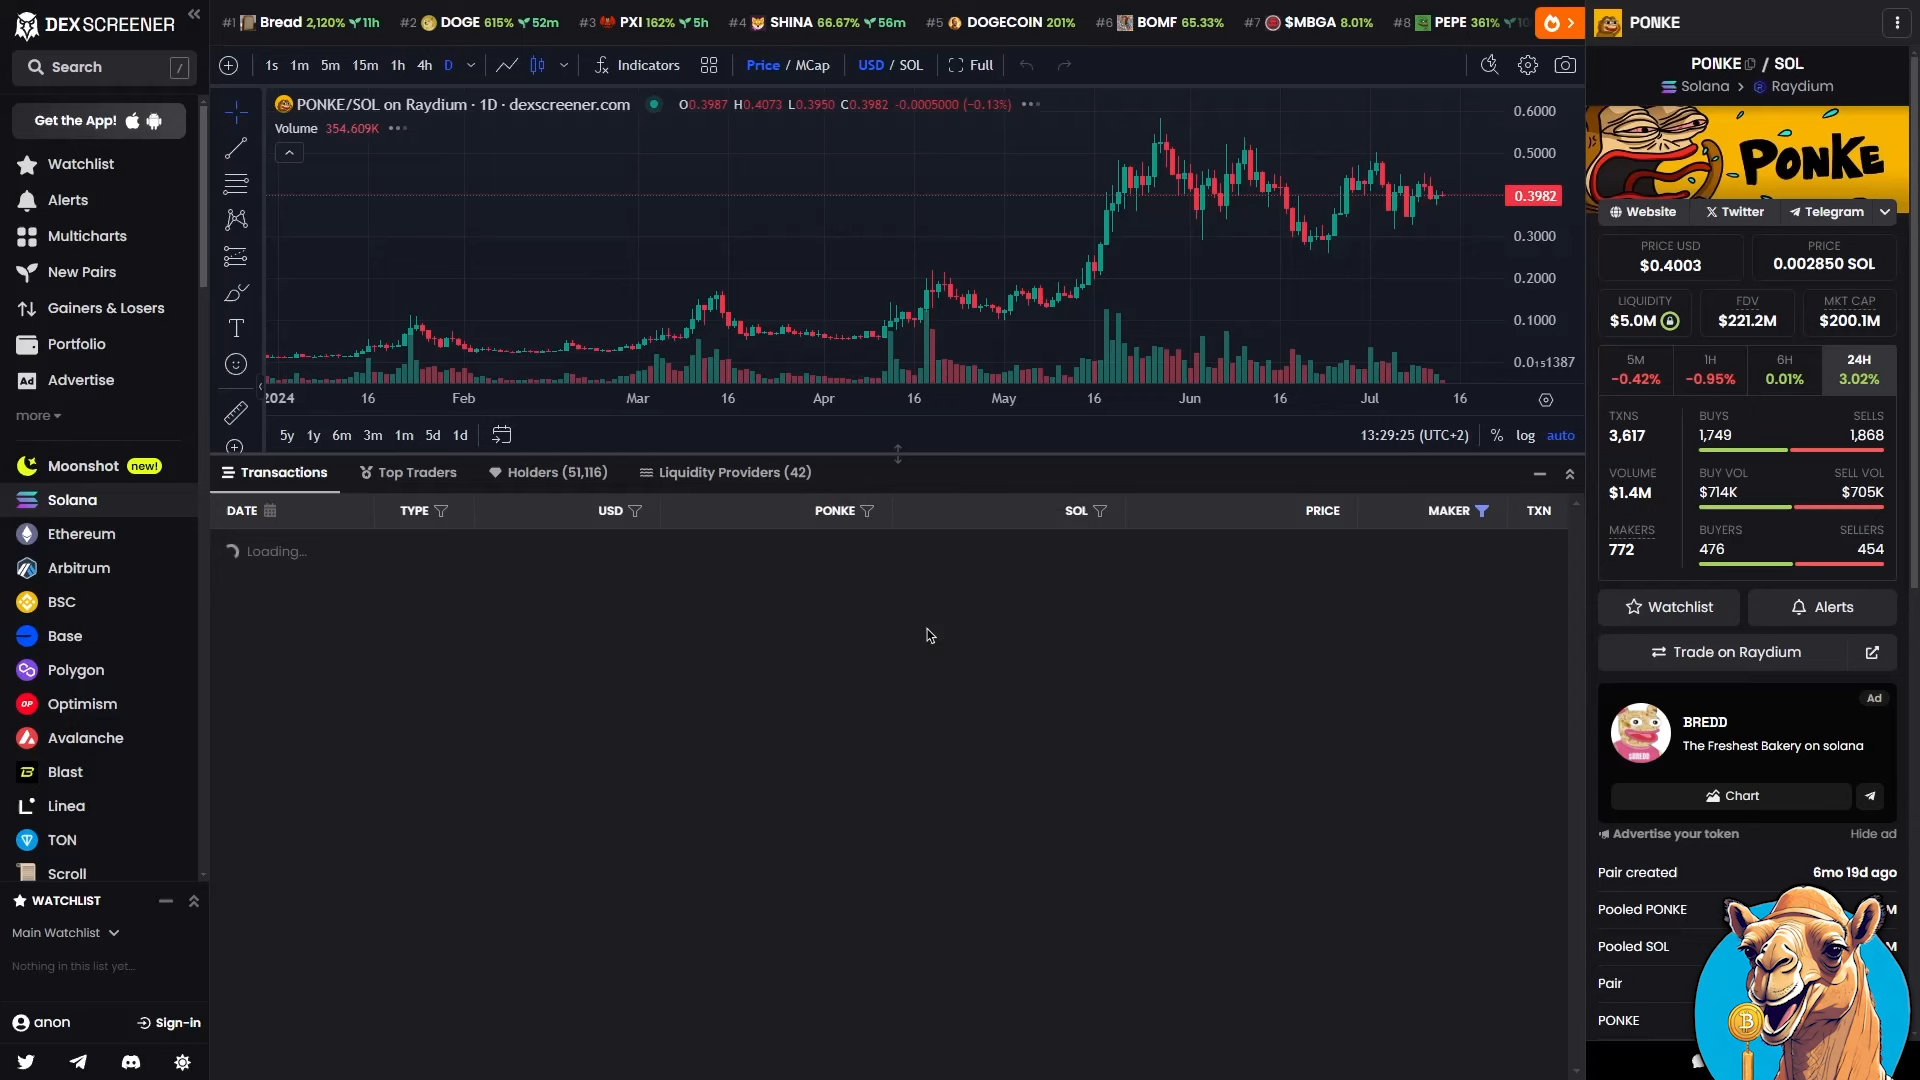 DEX SCREENER
Search /
Get the App!
Watchlist
Alerts
Multicharts
New Pairs
Gainers & Losers
Portfolio
Ad Advertise
more
Moonshot new!
Solana
Ethereum
Arbitrum
BSC
Base
Polygon
OP Optimism
Avalanche
Blast
Linea
TON
Scroll
WATCHLIST
Main Watchlist
Nothing in this list yet...
anon Sign-in
#1 Bread 2,120% 11h #2 DOGE 615% 52m #3 PXI 162% 5h #4 SHINA 66.67% 56m #5 DOGECOIN 201% #6 BOMF 65.33% #7 $MBGA 8.01% #8 PEPE 361%
1s 1m 5m 15m 1h 4h D Indicators Price / MCap USD / SOL Full
PONKE/SOL on Raydium · 1D · dexscreener.com O0.3987 H0.4073 L0.3950 C0.3982 -0.0005000 (-0.13%)
Volume 354.609K
0.6000
0.5000
0.3982
0.3000
0.2000
0.1000
0.0₁₅1387
2024 16 Feb Mar 16 Apr 16 May 16 Jun 16 Jul 16
5y 1y 6m 3m 1m 5d 1d 13:29:25 (UTC+2) % log auto
Transactions Top Traders Holders (51,116) Liquidity Providers (42)
DATE TYPE USD PONKE SOL PRICE MAKER TXN
Loading...
PONKE
PONKE / SOL
Solana > Raydium
PONKE
Website Twitter Telegram
PRICE USD PRICE
$0.4003 0.002850 SOL
LIQUIDITY FDV MKT CAP
$5.0M $221.2M $200.1M
5M 1H 6H 24H
-0.42% -0.95% 0.01% 3.02%
TXNS BUYS SELLS
3,617 1,749 1,868
VOLUME BUY VOL SELL VOL
$1.4M $714K $705K
MAKERS BUYERS SELLERS
772 476 454
Watchlist Alerts
Trade on Raydium
Ad
BREDD
The Freshest Bakery on solana
Chart
Advertise your token Hide ad
Pair created 6mo 19d ago
Pooled PONKE M
Pooled SOL M
Pair
PONKE